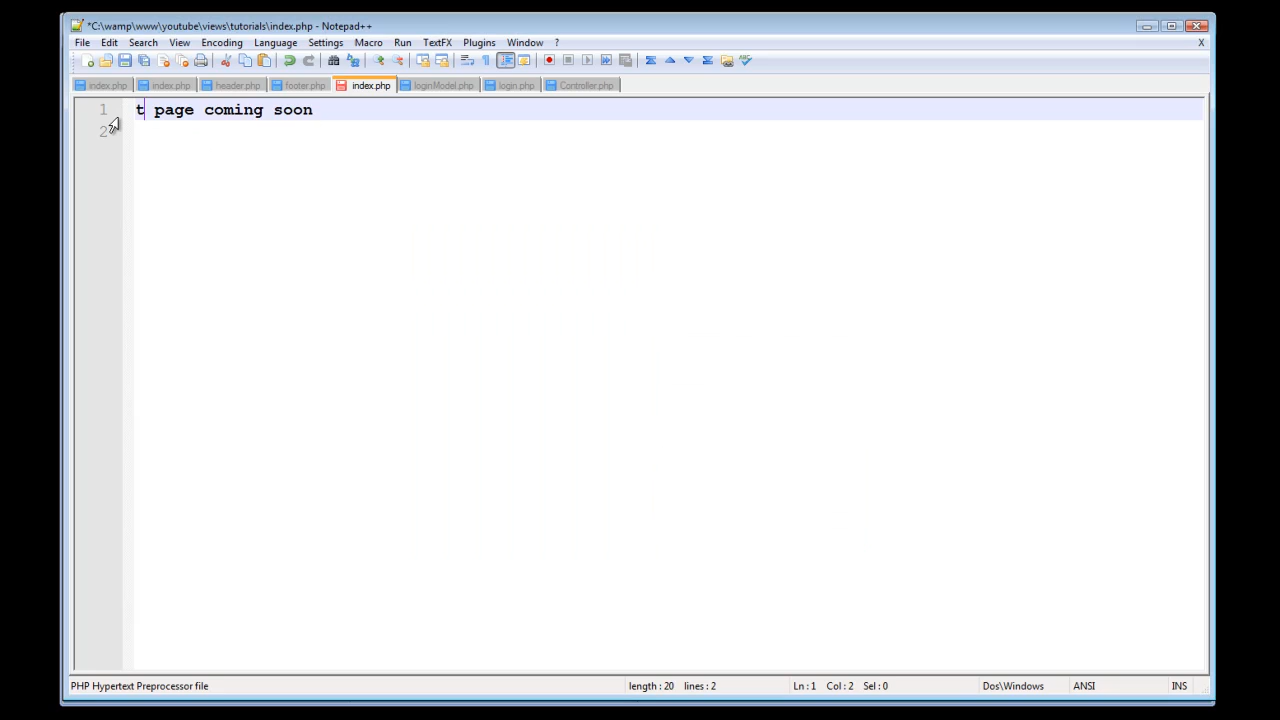 *C:\wamp\www\youtube\views\tutorials\index.php - Notepad++
File Edit Search View Encoding Language Settings Macro Run TextFX Plugins Window ? X
index.php index.php header.php footer.php index.php loginModel.php login.php Controller.php
1 t page coming soon
2
PHP Hypertext Preprocessor file length : 20 lines : 2 Ln : 1 Col : 2 Sel : 0 Dos\Windows ANSI INS